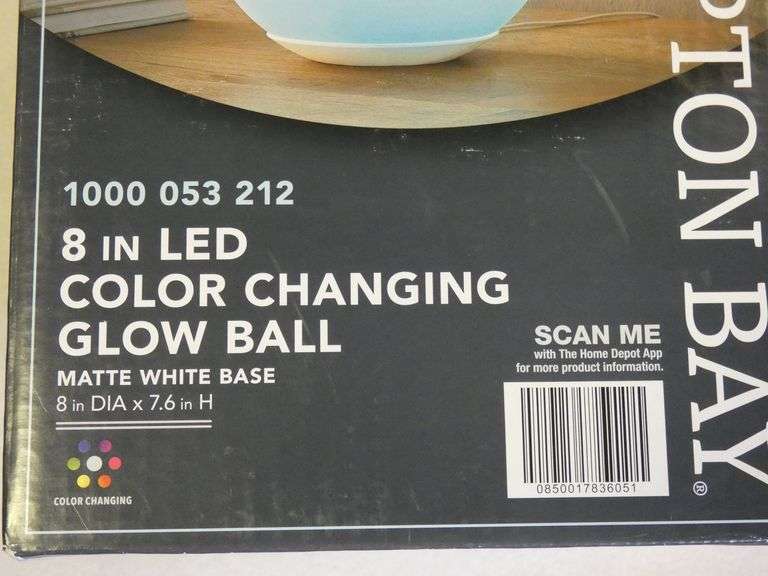 1000 053 212
8 IN LED
COLOR CHANGING
GLOW BALL
MATTE WHITE BASE
8 in DIA x 7.6 in H
COLOR CHANGING
SCAN ME
with The Home Depot App
for more product information.
0850017836051
TON BAY®